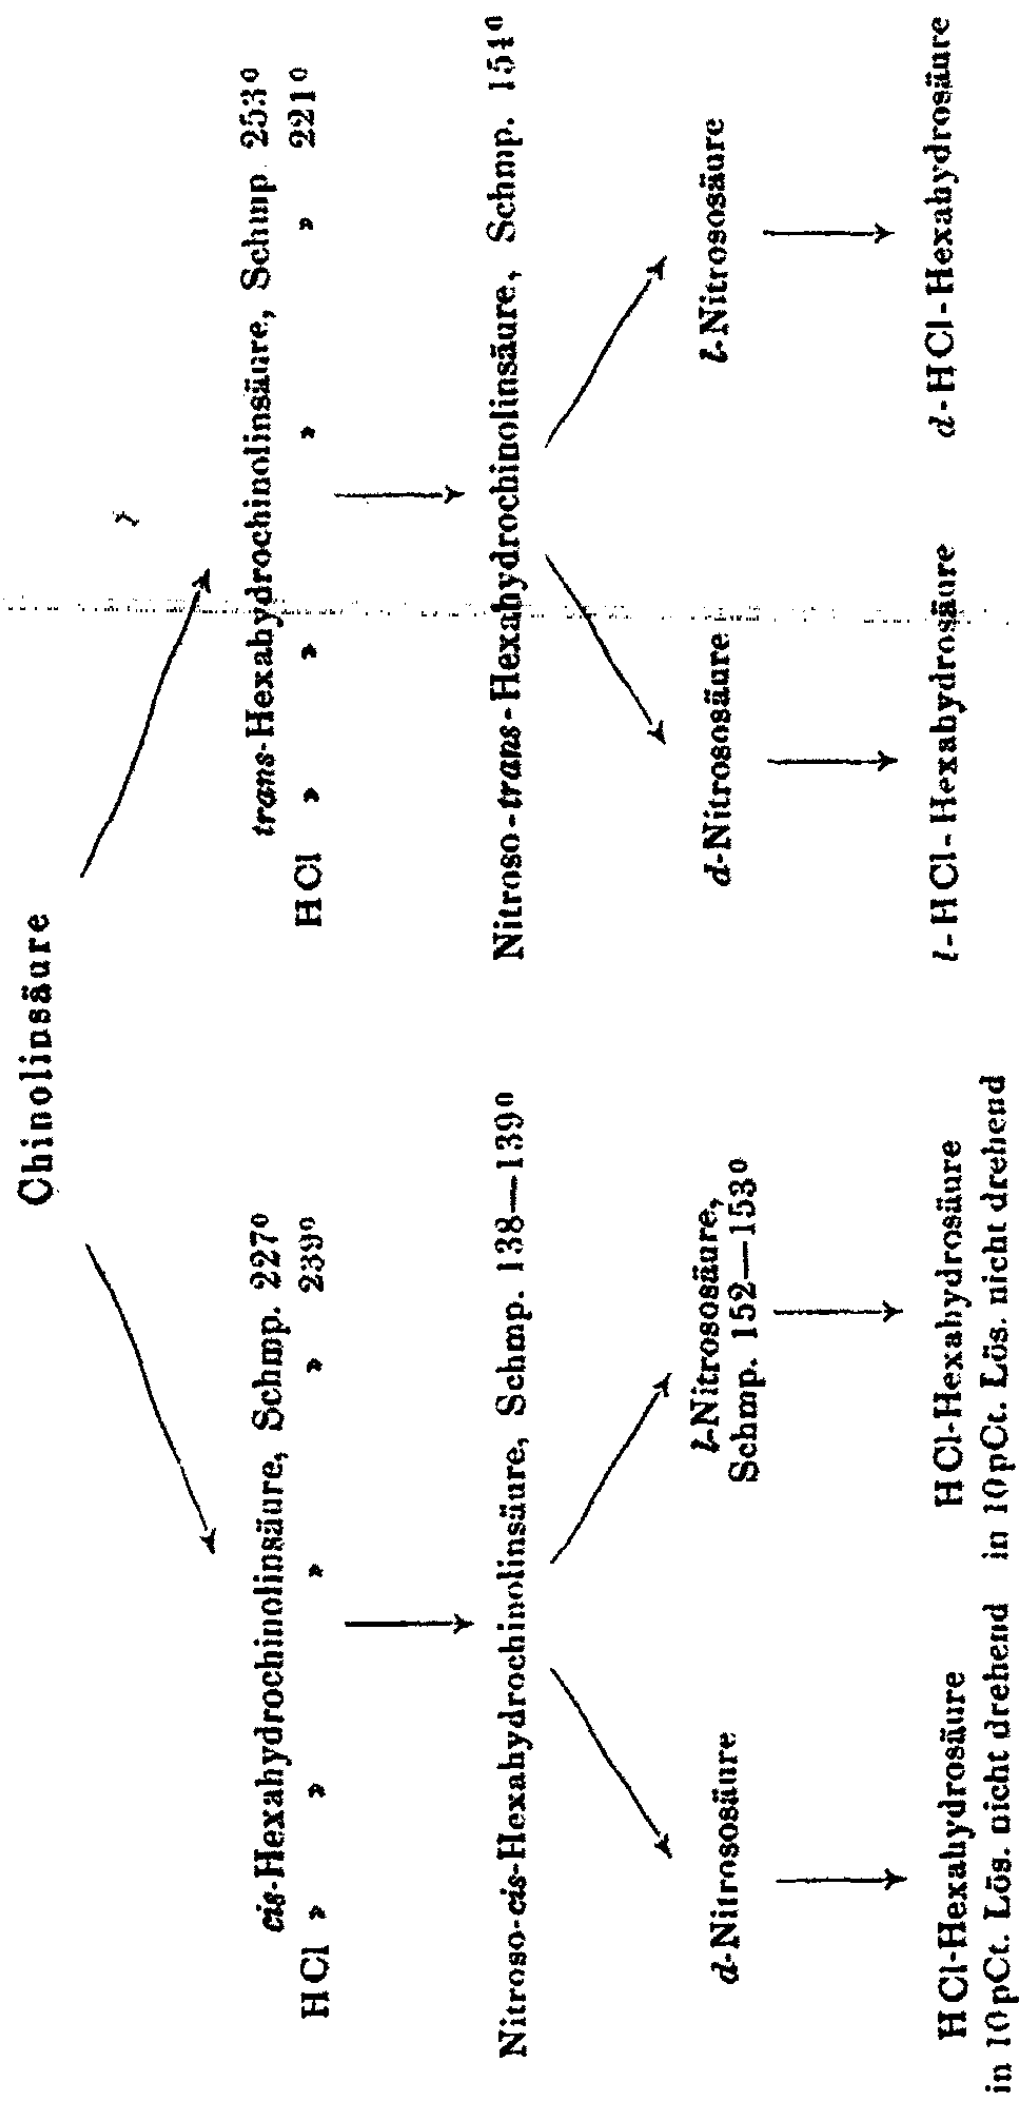 Chinolinsäure
cis-Hexahydrochinolinsäure, Schmp. 227°
HCl » » » » 239°
trans-Hexahydrochinolinsäure, Schmp. 253°
HCl » » » » 221°
Nitroso-cis-Hexahydrochinolinsäure, Schmp. 138—139°
Nitroso-trans-Hexahydrochinolinsäure, Schmp. 154°
d-Nitrososäure
l-Nitrososäure,
Schmp. 152—153°
d-Nitrososäure
l-Nitrososäure
HCl-Hexahydrosäure
in 10pCt. Lös. nicht drehend
HCl-Hexahydrosäure
in 10pCt. Lös. nicht drehend
l-HCl-Hexahydrosäure
d-HCl-Hexahydrosäure